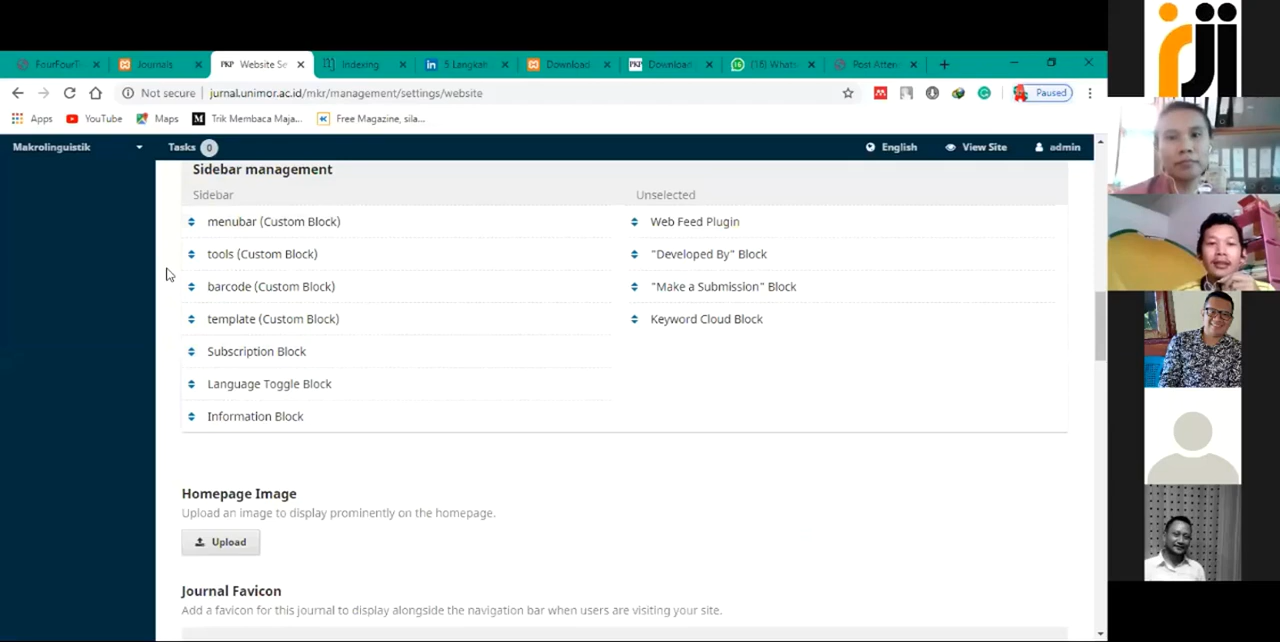 rji
FourFourT
Journals
PKP Website Se
Indexing
in 5 Langkah
Download
PKP Download
(16) Whats
Post Atten
Paused
Not secure jurnal.unimor.ac.id/mkr/management/settings/website
Apps YouTube Maps M Trik Membaca Maja... Free Magazine, sila...
Makrolinguistik Tasks 0 English View Site admin
Sidebar management
Sidebar Unselected
menubar (Custom Block) Web Feed Plugin
tools (Custom Block) "Developed By" Block
barcode (Custom Block) "Make a Submission" Block
template (Custom Block) Keyword Cloud Block
Subscription Block
Language Toggle Block
Information Block
Homepage Image
Upload an image to display prominently on the homepage.
Upload
Journal Favicon
Add a favicon for this journal to display alongside the navigation bar when users are visiting your site.